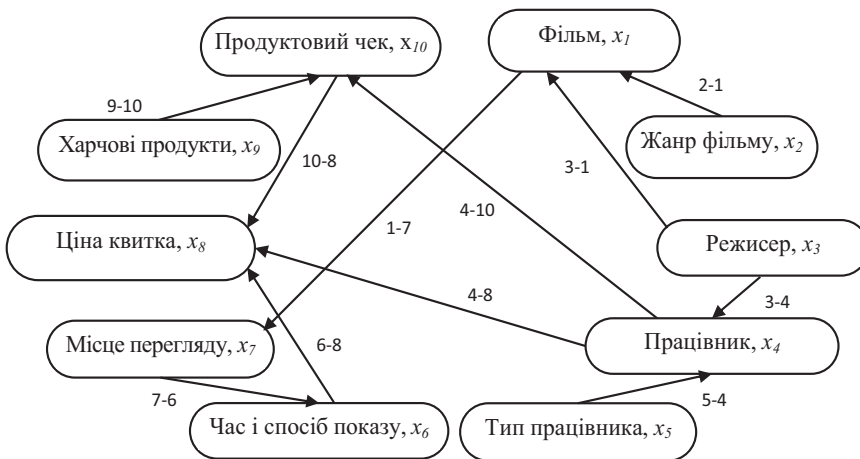 Продуктовий чек, x10
Фільм, x1
9-10
2-1
Харчові продукти, x9
Жанр фільму, x2
10-8
3-1
Ціна квитка, x8
1-7
4-10
Режисер, x3
4-8
3-4
Місце перегляду, x7
6-8
Працівник, x4
7-6
5-4
Час і спосіб показу, x6
Тип працівника, x5